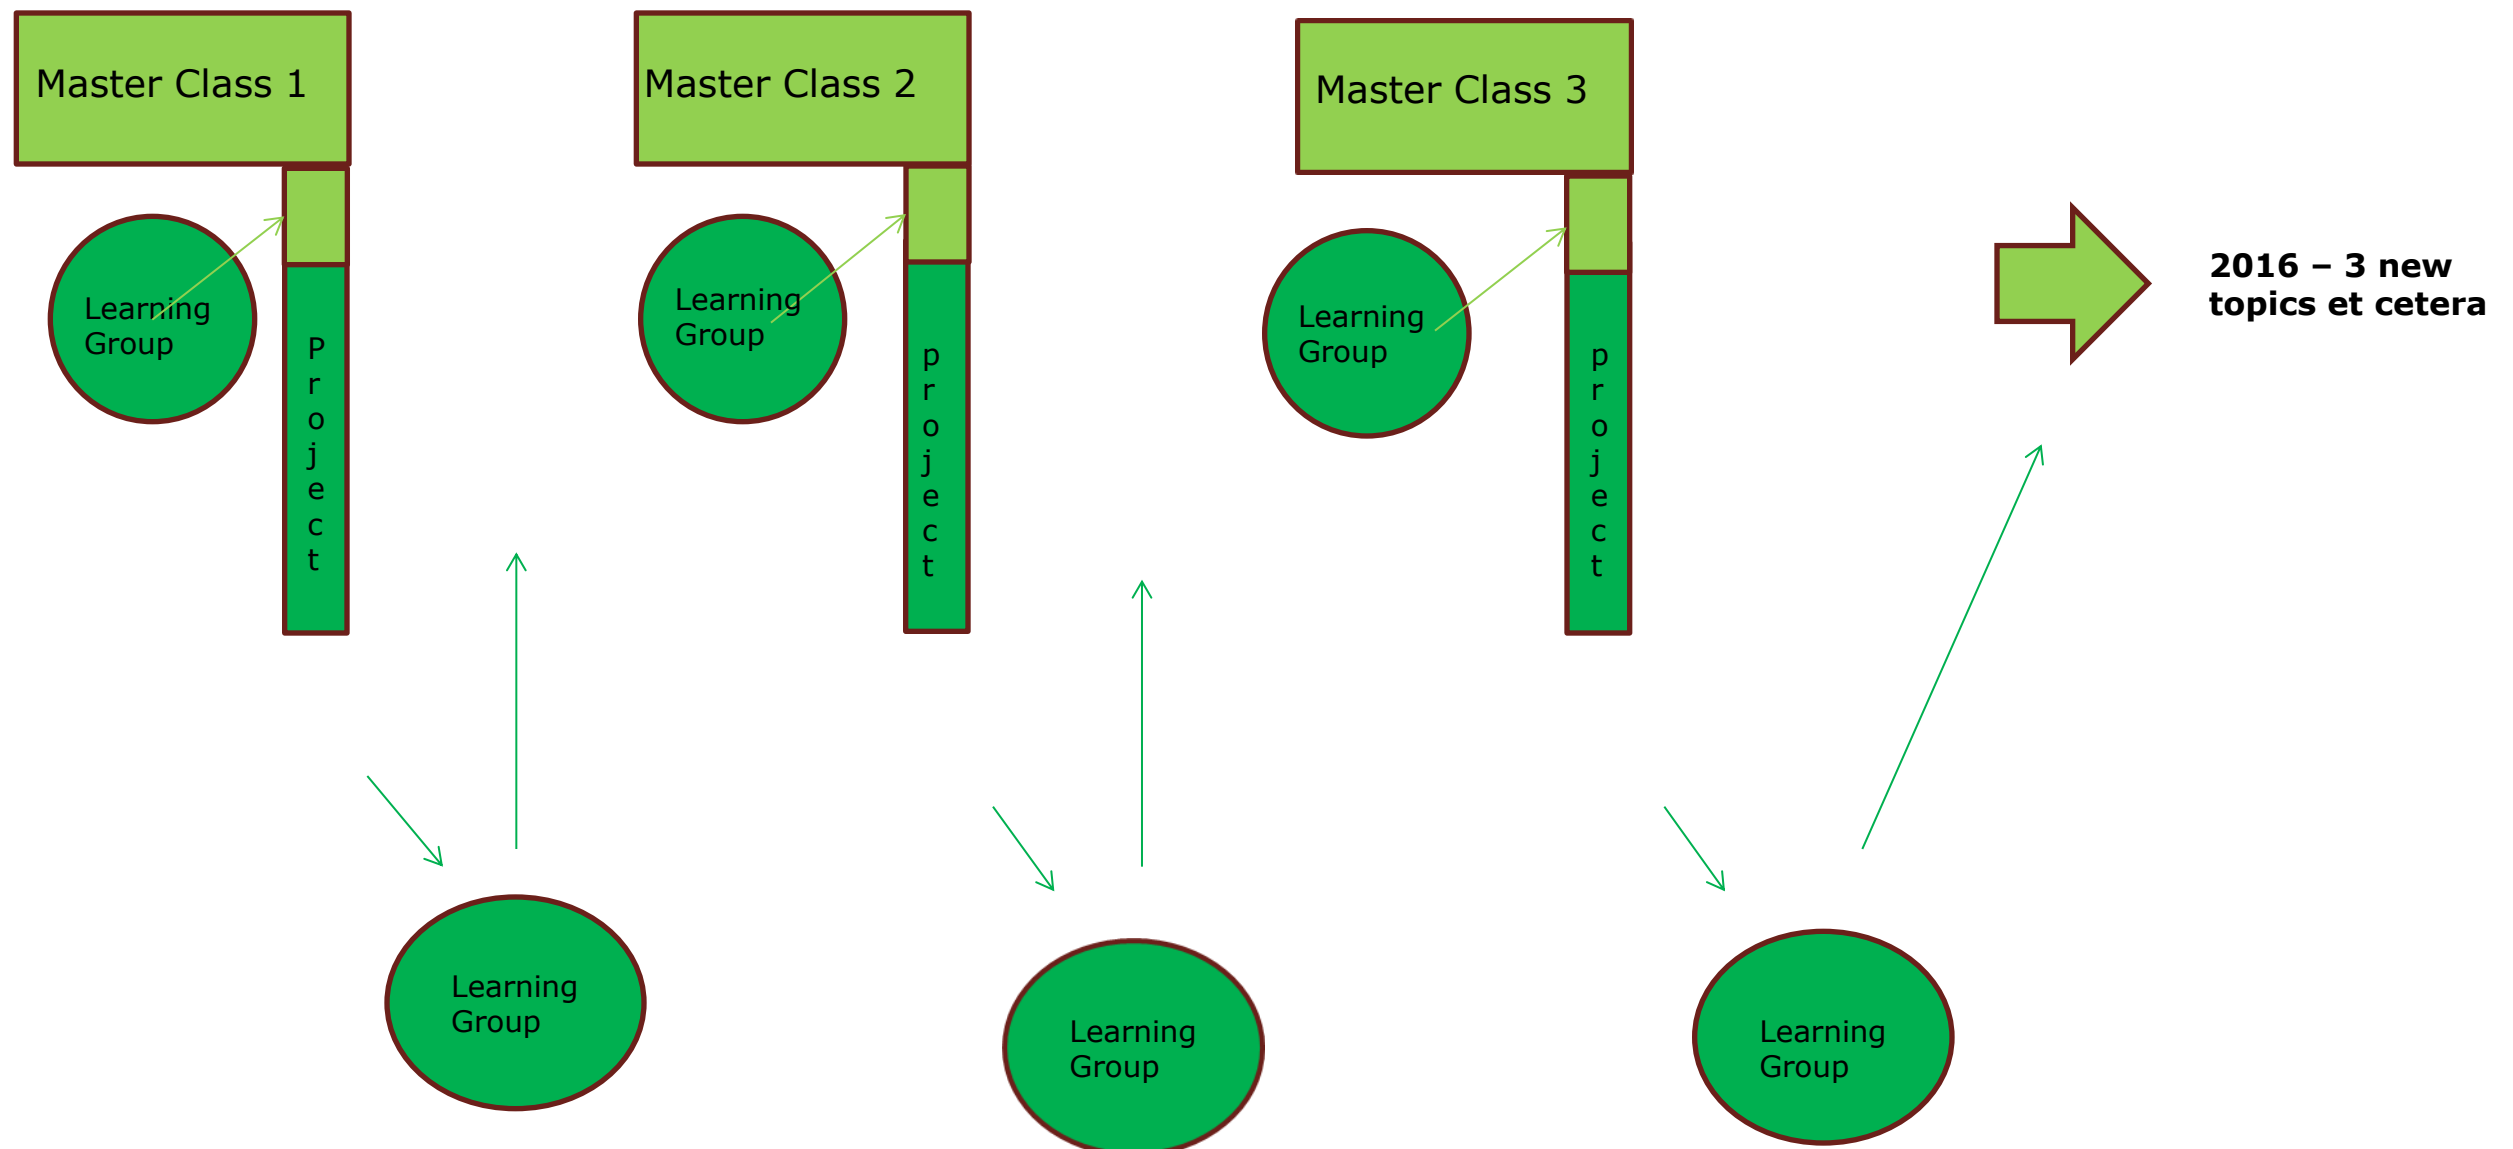 Master Class 1
Master Class 2
Master Class 3
Learning
Group
P
r
o
j
e
c
t
Learning
Group
p
r
o
j
e
c
t
Learning
Group
p
r
o
j
e
c
t
2016 – 3 new
topics et cetera
Learning
Group
Learning
Group
Learning
Group